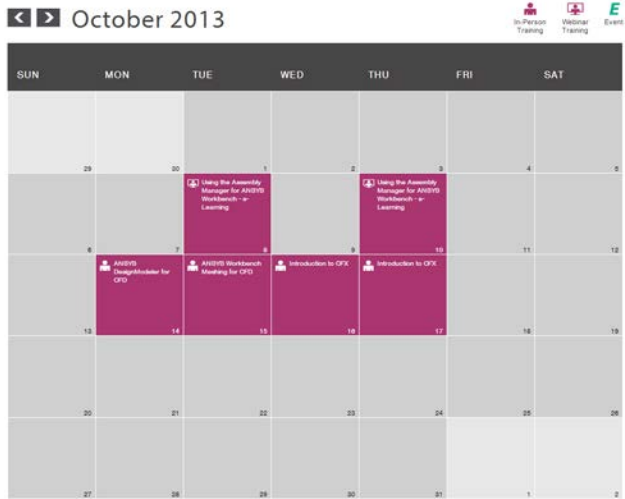 October 2013
In-Person
Training
Webinar
Training
E
Event
SUN MON TUE WED THU FRI SAT
29 30 1 2 3 4 5
Using the Assembly
Manager for ANSYS
Workbench - e-
Learning
Using the Assembly
Manager for ANSYS
Workbench - e-
Learning
6 7 8 9 10 11 12
ANSYS
DesignModeler for
CFD
ANSYS Workbench
Meshing for CFD
Introduction to CFX
Introduction to CFX
13 14 15 16 17 18 19
20 21 22 23 24 25 26
27 28 29 30 31 1 2